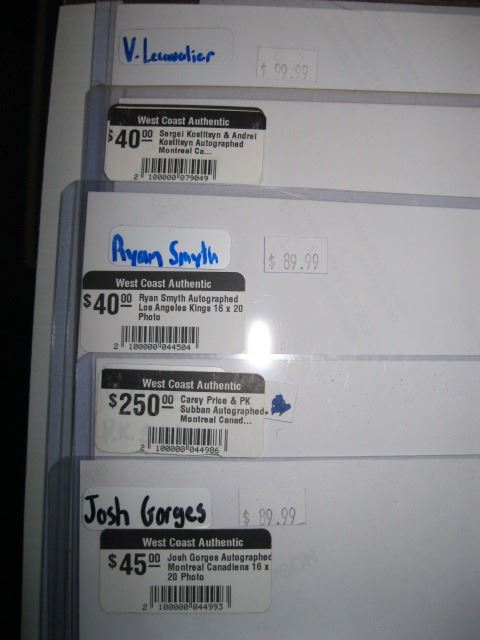 V. Lecavalier
$ 99.99
West Coast Authentic
$40 00
Sergei Kostitsyn & Andrei
Kostitsyn Autographed
Montreal Ca...
2 100000 079049
Ryan Smyth
$ 89.99
West Coast Authentic
$40 00
Ryan Smyth Autographed
Los Angeles Kings 16 x 20
Photo
2 100000 044504
West Coast Authentic
$250 00
Carey Price & PK
Subban Autographed
Montreal Canad...
2 100000 044986
Josh Gorges
$ 89.99
West Coast Authentic
$45 00
Josh Gorges Autographed
Montreal Canadiens 16 x
20 Photo
2 100000 044993